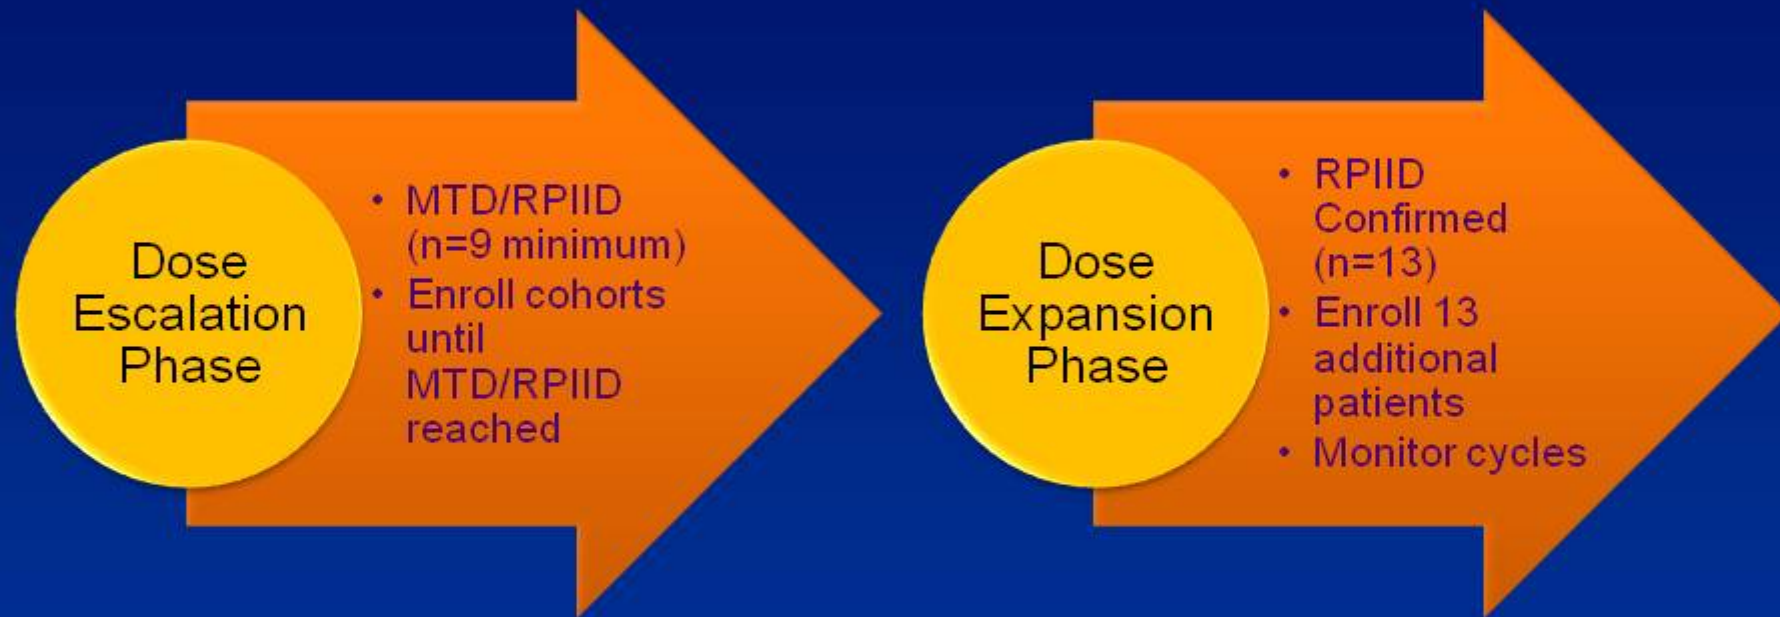 Dose
Escalation
Phase
• MTD/RPIID
(n=9 minimum)
• Enroll cohorts
until
MTD/RPIID
reached
Dose
Expansion
Phase
• RPIID
Confirmed
(n=13)
• Enroll 13
additional
patients
• Monitor cycles